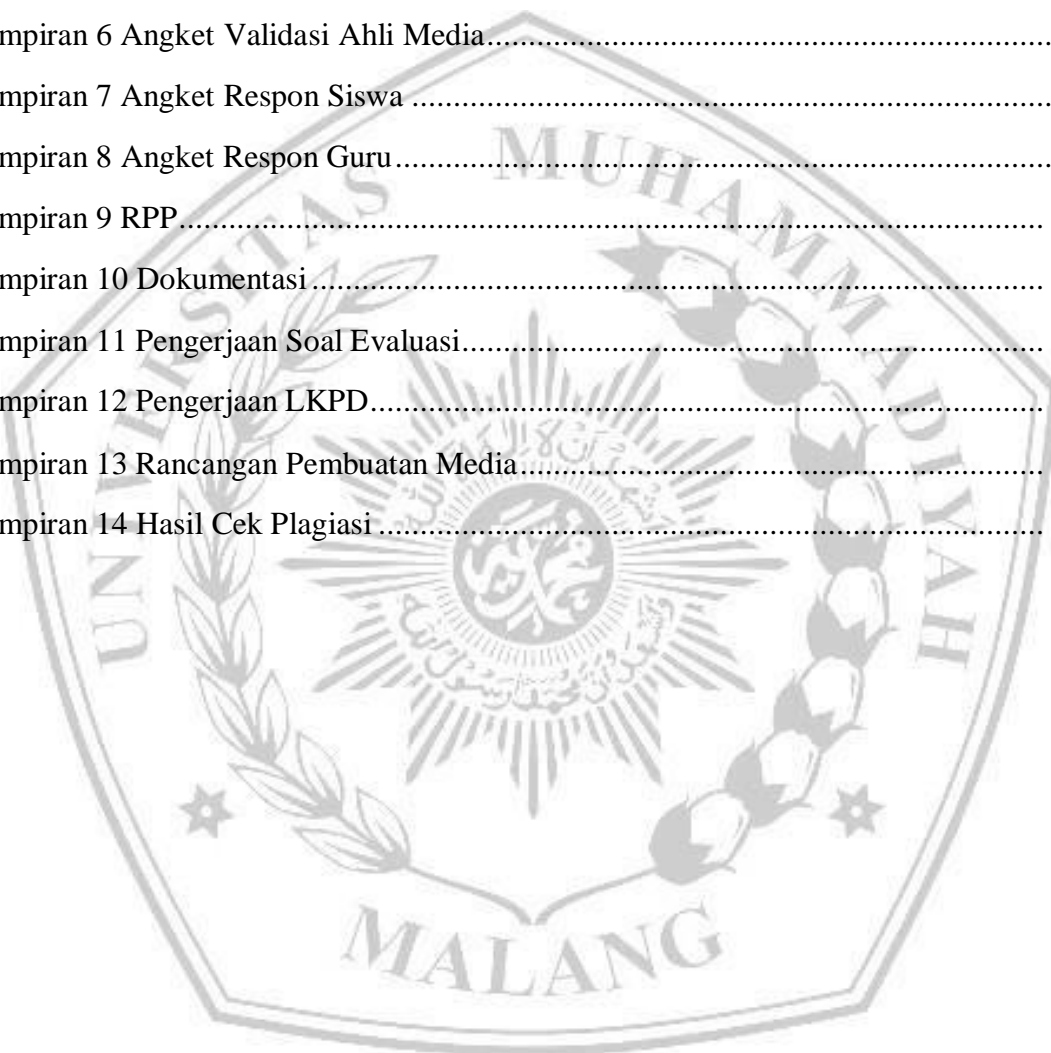 mpiran 6 Angket Validasi Ahli Media....................................................................
mpiran 7 Angket Respon Siswa ..............................................................................
mpiran 8 Angket Respon Guru................................................................................
mpiran 9 RPP.........................................................................................................
mpiran 10 Dokumentasi.........................................................................................
mpiran 11 Pengerjaan Soal Evaluasi......................................................................
mpiran 12 Pengerjaan LKPD..................................................................................
mpiran 13 Rancangan Pembuatan Media...............................................................
mpiran 14 Hasil Cek Plagiasi .................................................................................
UNIVERSITAS MUHAMMADIYAH
MALANG